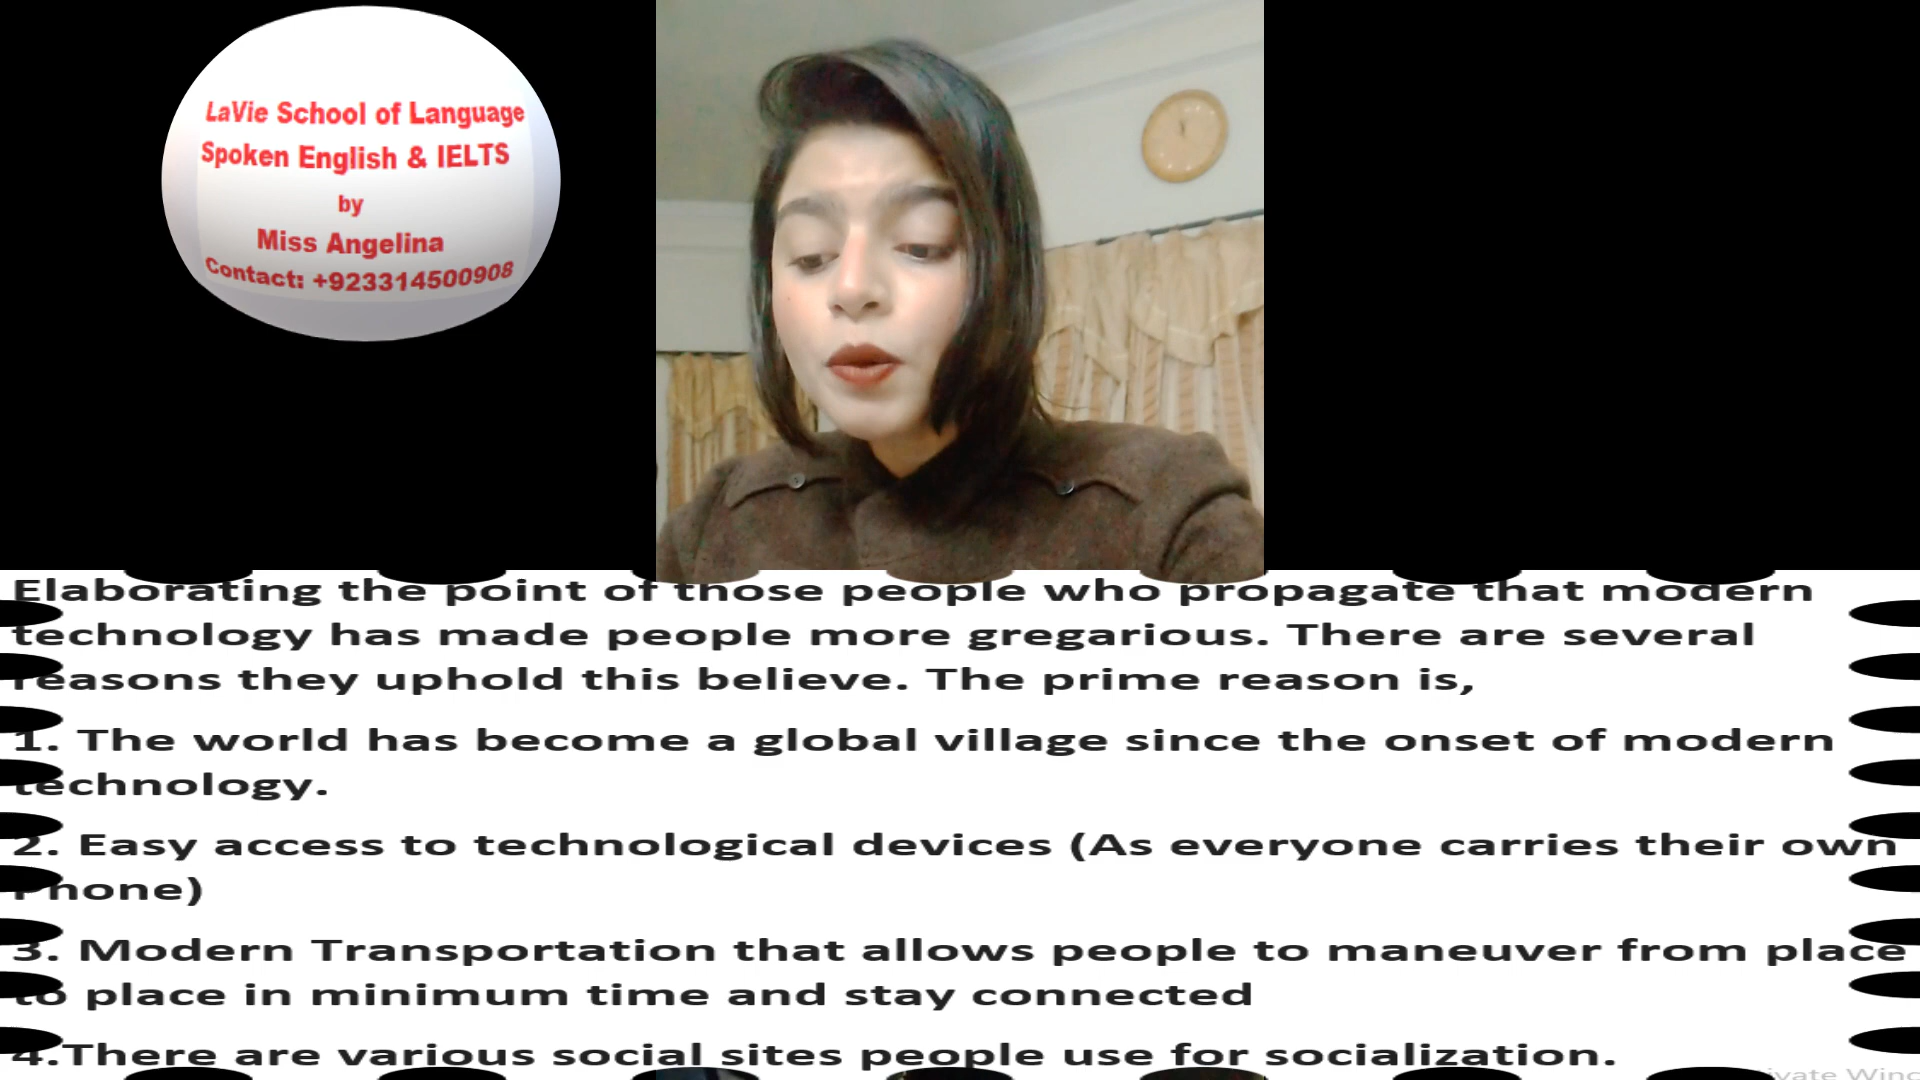 LaVie School of Language
Spoken English & IELTS
by
Miss Angelina
Contact: +923314500908
Elaborating the point of those people who propagate that modern
technology has made people more gregarious. There are several
reasons they uphold this believe. The prime reason is,
1. The world has become a global village since the onset of modern
technology.
2. Easy access to technological devices (As everyone carries their own
Phone)
3. Modern Transportation that allows people to maneuver from place
to place in minimum time and stay connected
4.There are various social sites people use for socialization.